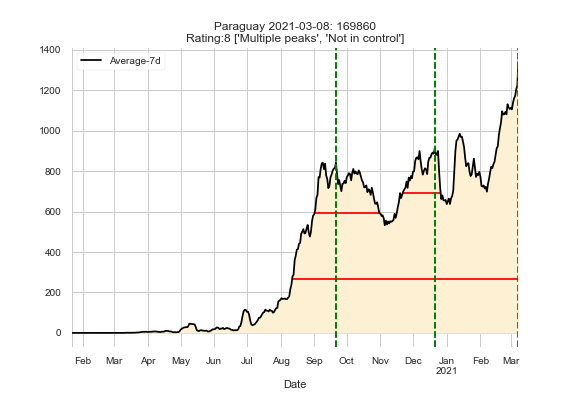 Paraguay 2021-03-08: 169860
Rating:8 ['Multiple peaks', 'Not in control']
1400
1200
1000
800
600
400
200
0
Average-7d
Feb Mar Apr May Jun Jul Aug Sep Oct Nov Dec Jan Feb Mar
2021
Date